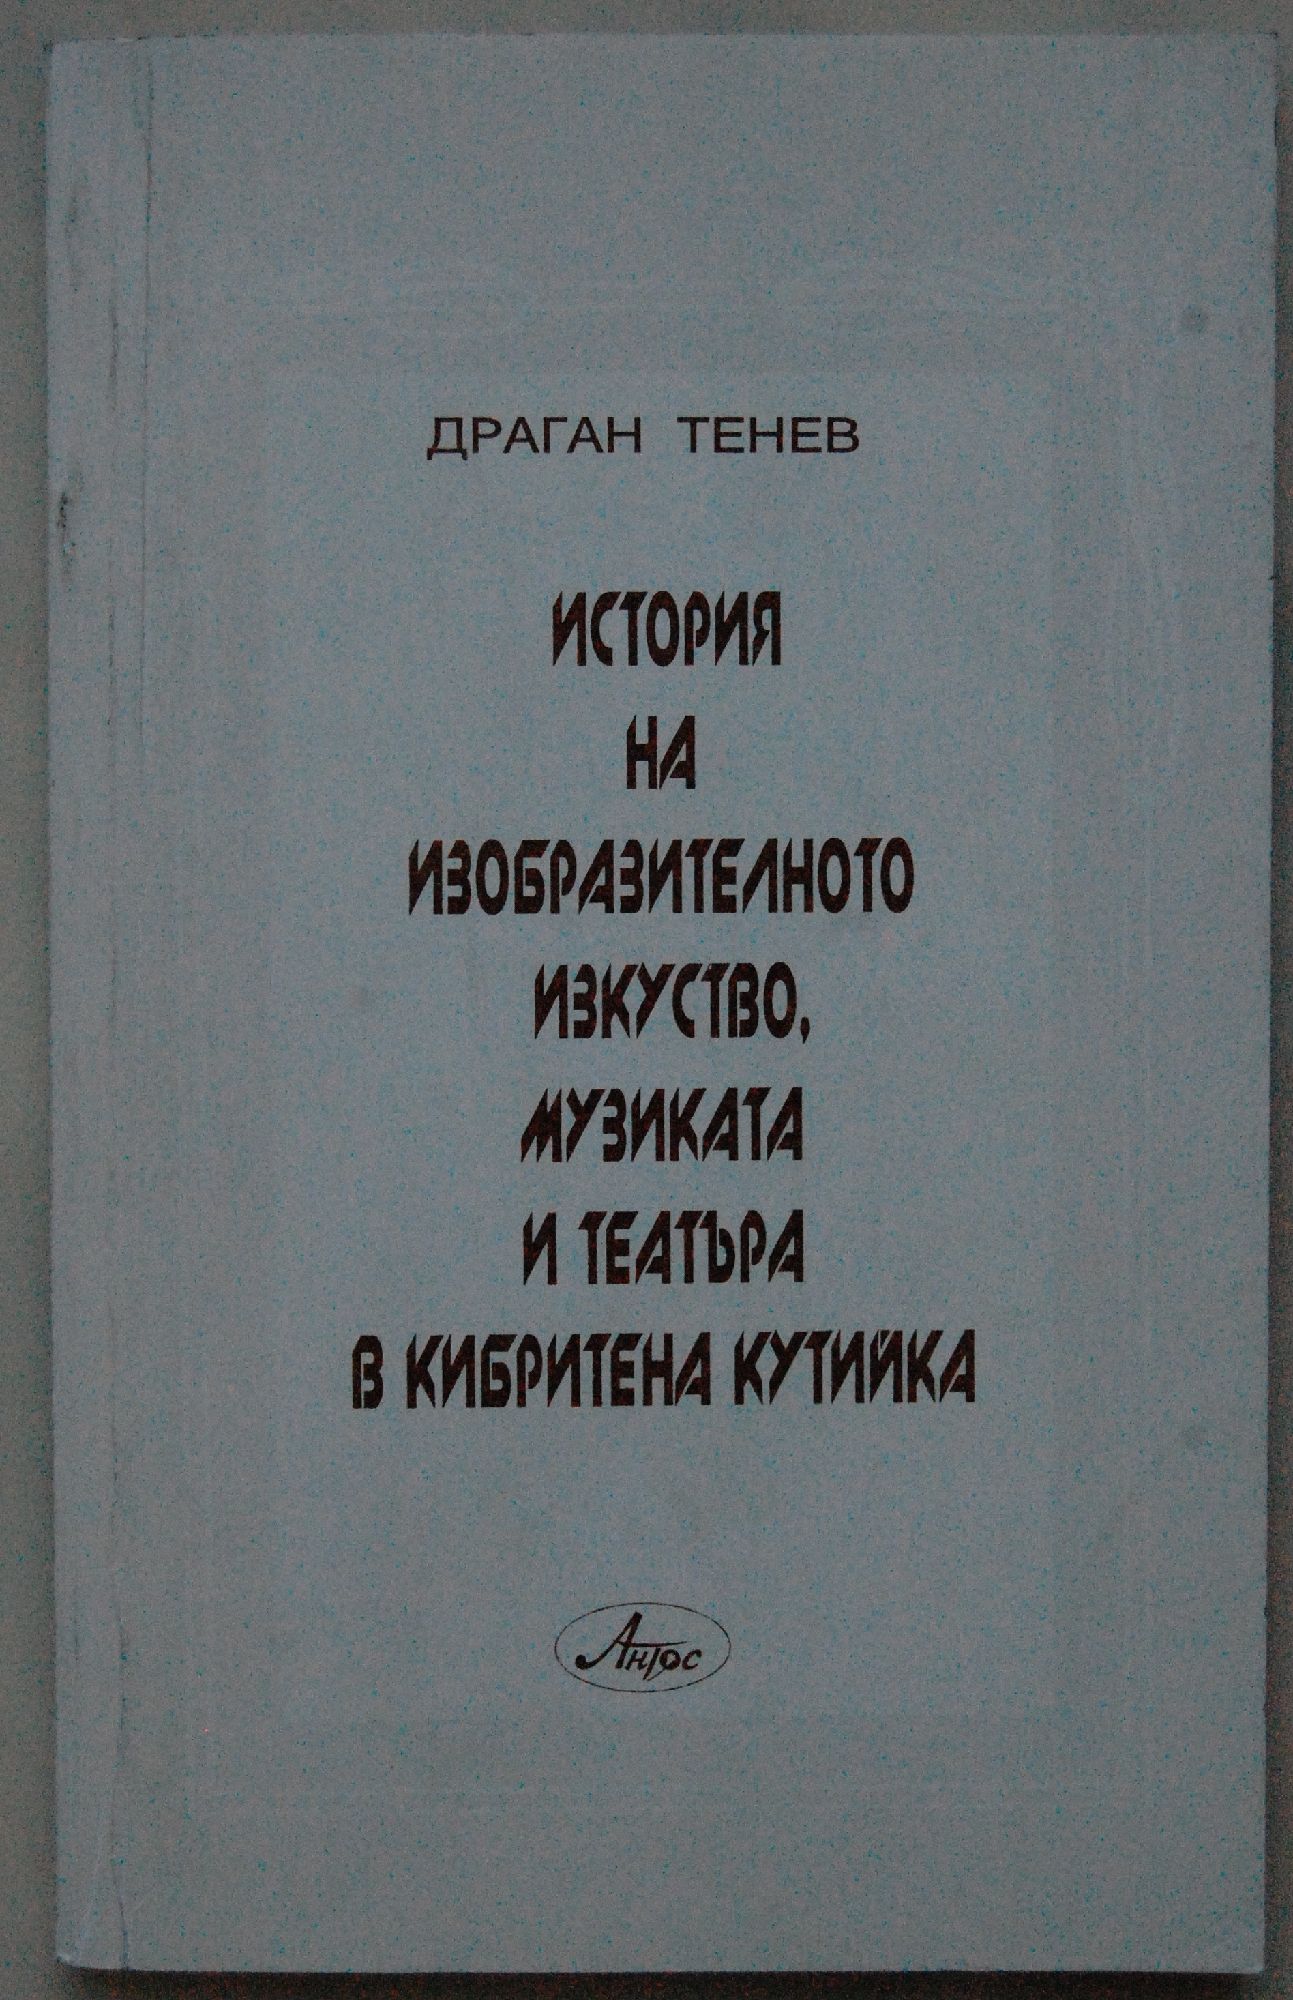 ДРАГАН ТЕНЕВ
ИСТОРИЯ
НА
ИЗОБРАЗИТЕЛНОТО
ИЗКУСТВО,
МУЗИКАТА
И ТЕАТЪРА
В КИБРИТЕНА КУТИЙКА
Антос